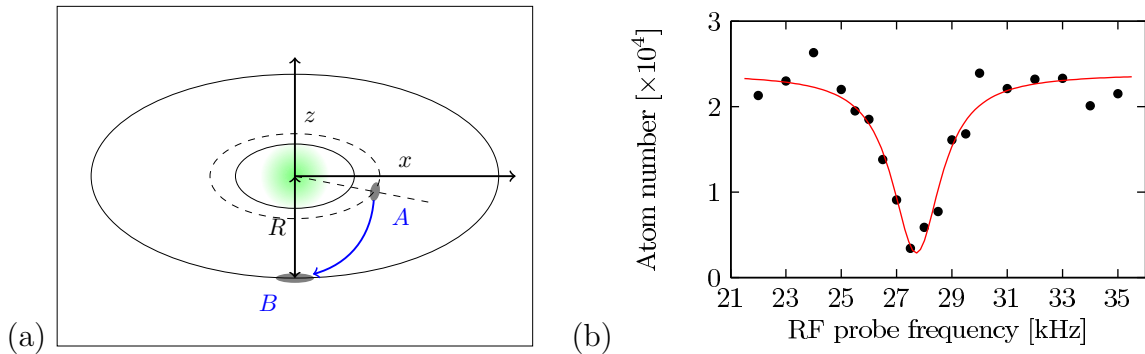 (a)
z
x
R
A
B
(b)
Atom number [×10⁴]
3
2
1
0
21 23 25 27 29 31 33 35
RF probe frequency [kHz]